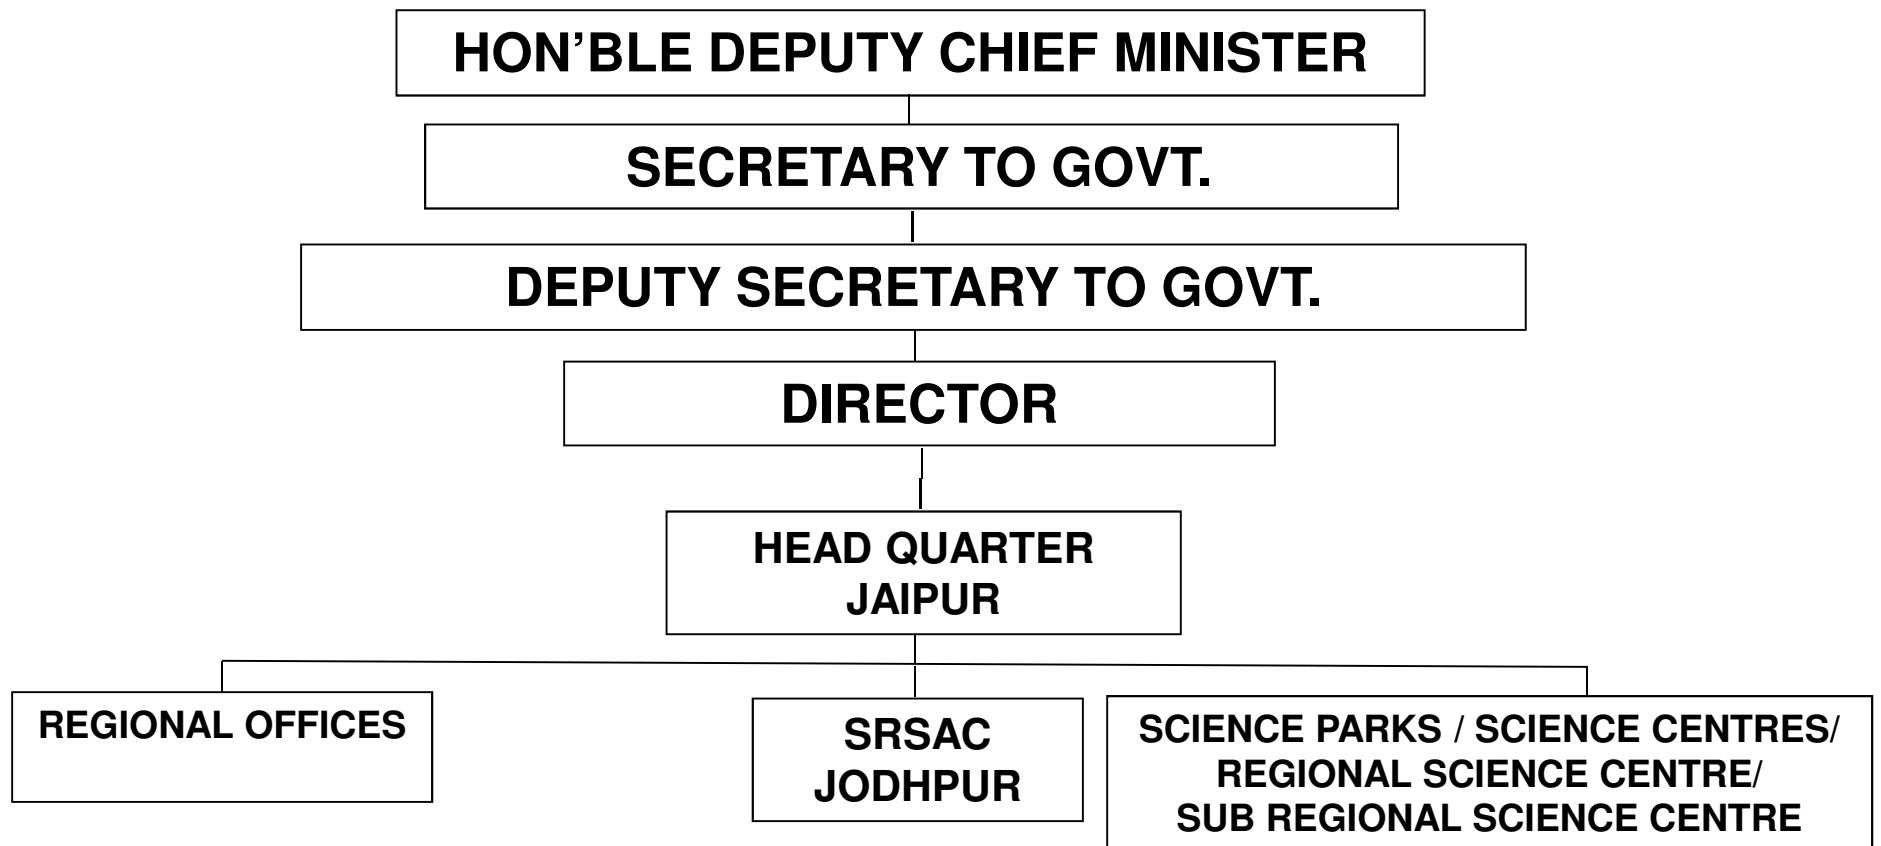 HON’BLE DEPUTY CHIEF MINISTER
SECRETARY TO GOVT.
DEPUTY SECRETARY TO GOVT.
DIRECTOR
HEAD QUARTER
JAIPUR
REGIONAL OFFICES
SRSAC
JODHPUR
SCIENCE PARKS / SCIENCE CENTRES/
REGIONAL SCIENCE CENTRE/
SUB REGIONAL SCIENCE CENTRE